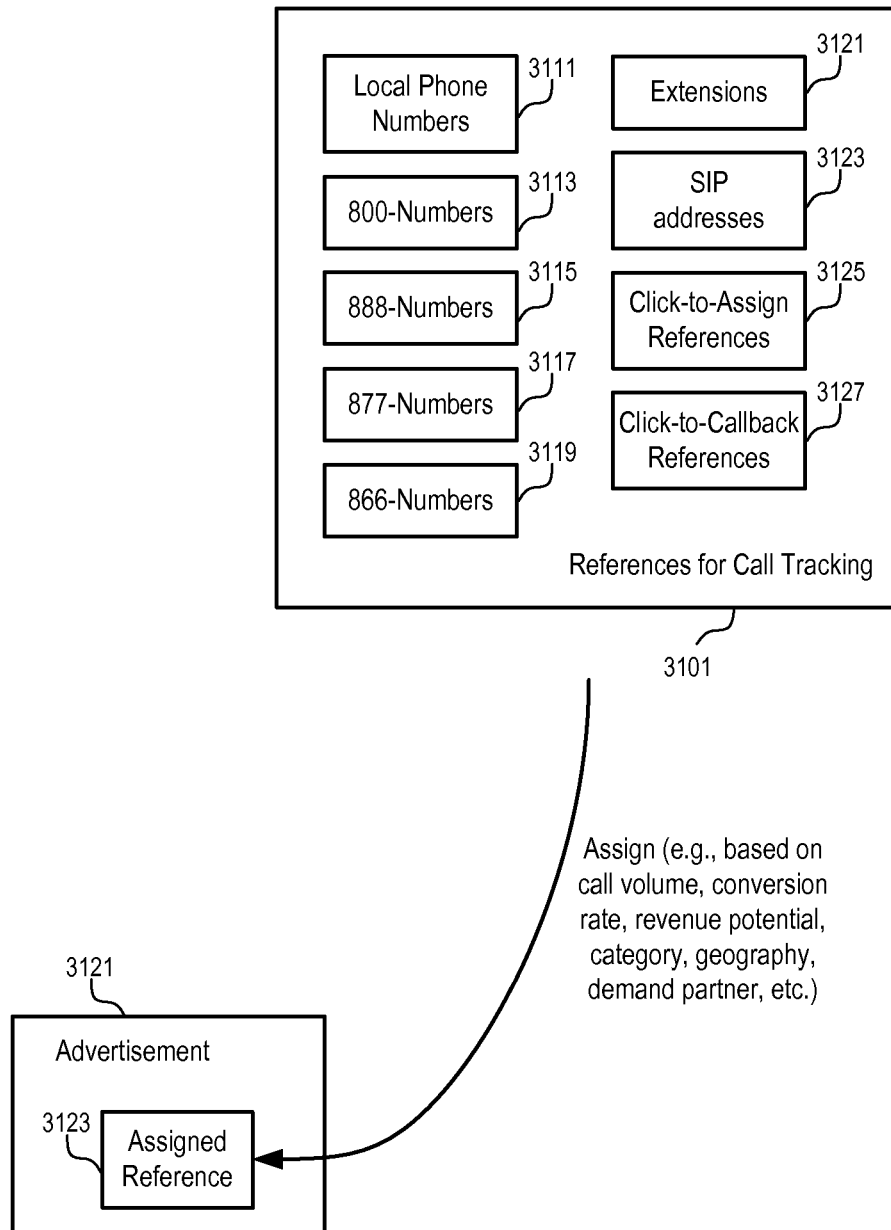 3111
Local Phone
Numbers
3113
800-Numbers
3115
888-Numbers
3117
877-Numbers
3119
866-Numbers
3121
Extensions
3123
SIP
addresses
3125
Click-to-Assign
References
3127
Click-to-Callback
References
References for Call Tracking
3101
Assign (e.g., based on
call volume, conversion
rate, revenue potential,
category, geography,
demand partner, etc.)
3121
Advertisement
3123
Assigned
Reference